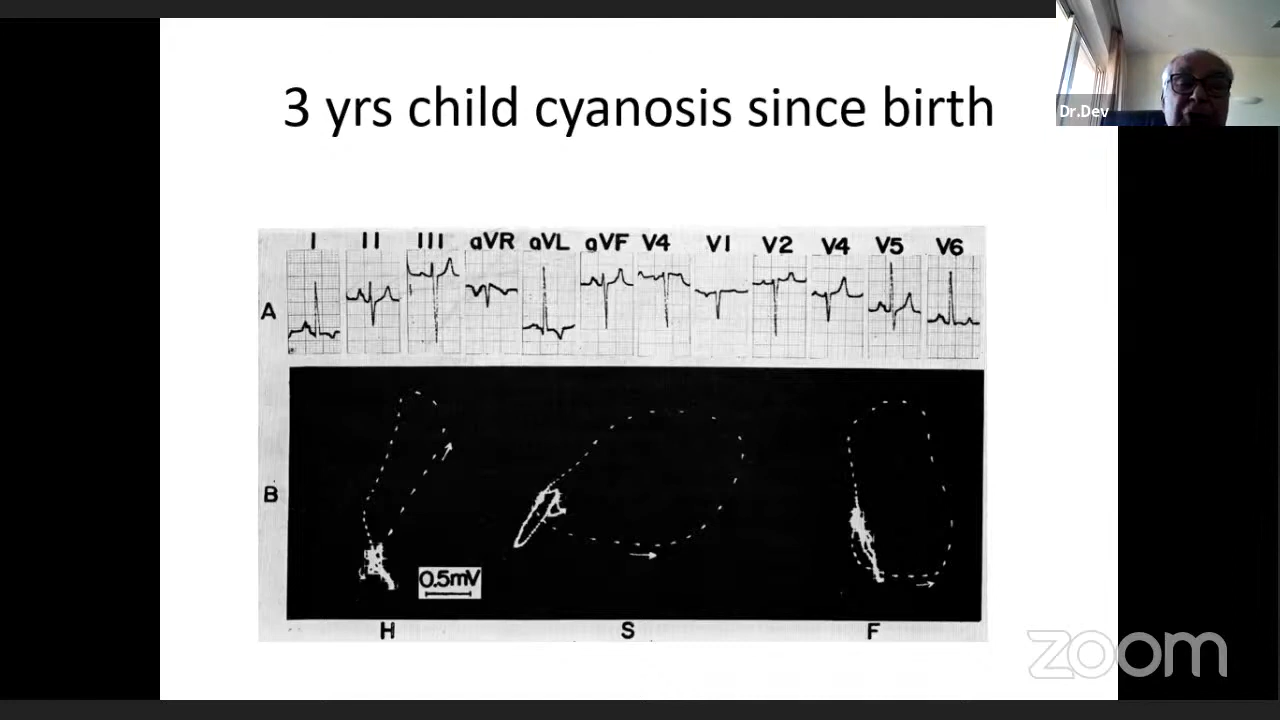 3 yrs child cyanosis since birth
Dr.Dev
I II III aVR aVL aVF V4 V1 V2 V4 V5 V6
A
B
0.5mV
H S F
zoom